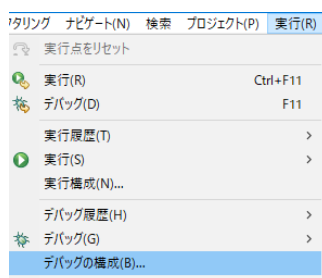 タリング ナビゲート(N) 検索 プロジェクト(P) 実行(R)
実行点をリセット
実行(R) Ctrl+F11
デバッグ(D) F11
実行履歴(T)
実行(S)
実行構成(N)...
デバッグ履歴(H)
デバッグ(G)
デバッグの構成(B)...